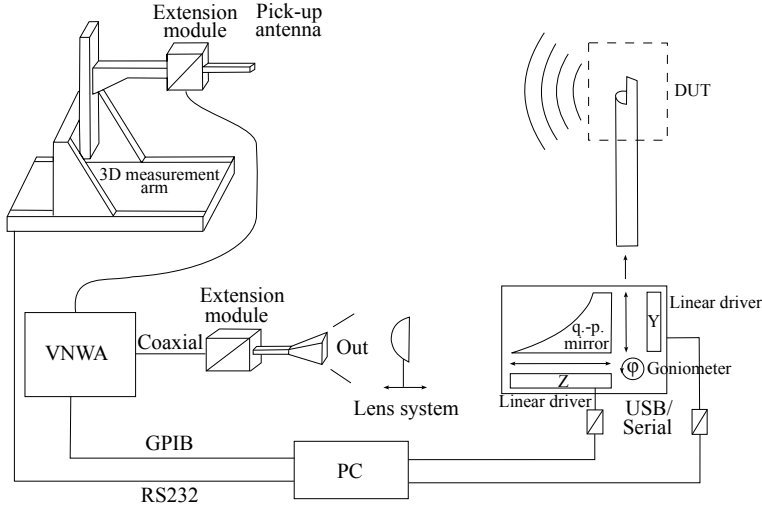 Extension
module
Pick-up
antenna
DUT
3D measurement
arm
Extension
module
VNWA
Coaxial
Out
Lens system
q.-p.
mirror
Y
Linear driver
φ
Goniometer
Z
Linear driver
USB/
Serial
GPIB
PC
RS232